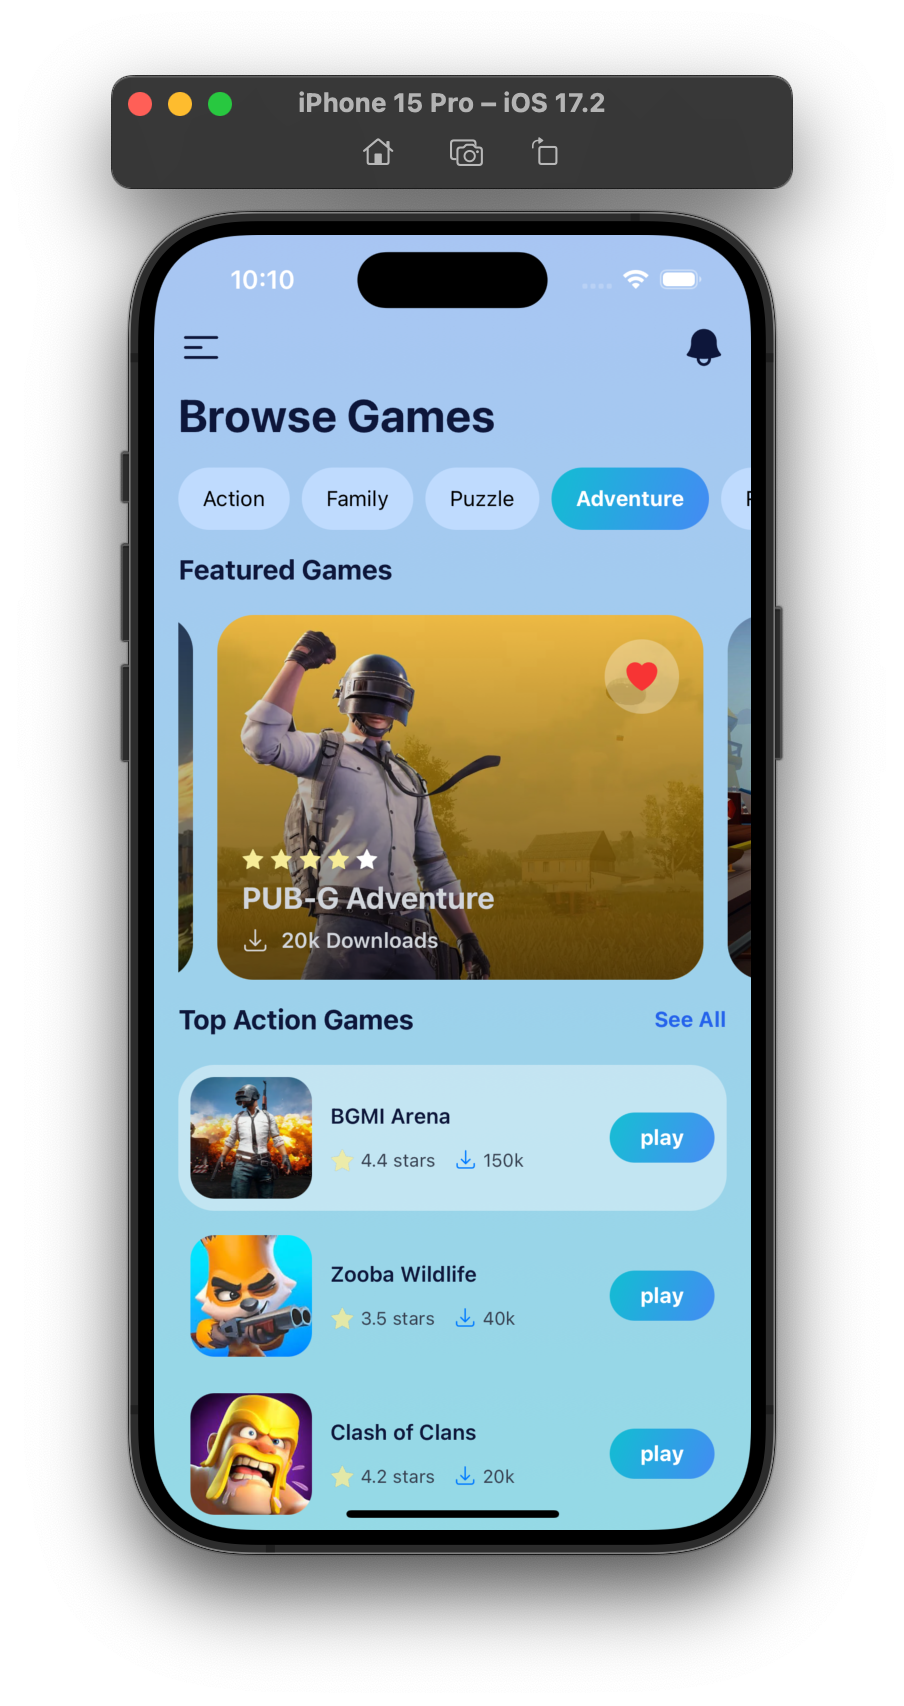 iPhone 15 Pro – iOS 17.2
10:10
Browse Games
Action Family Puzzle Adventure
Featured Games
PUB-G Adventure
20k Downloads
Top Action Games See All
BGMI Arena
4.4 stars 150k
play
Zooba Wildlife
3.5 stars 40k
play
Clash of Clans
4.2 stars 20k
play